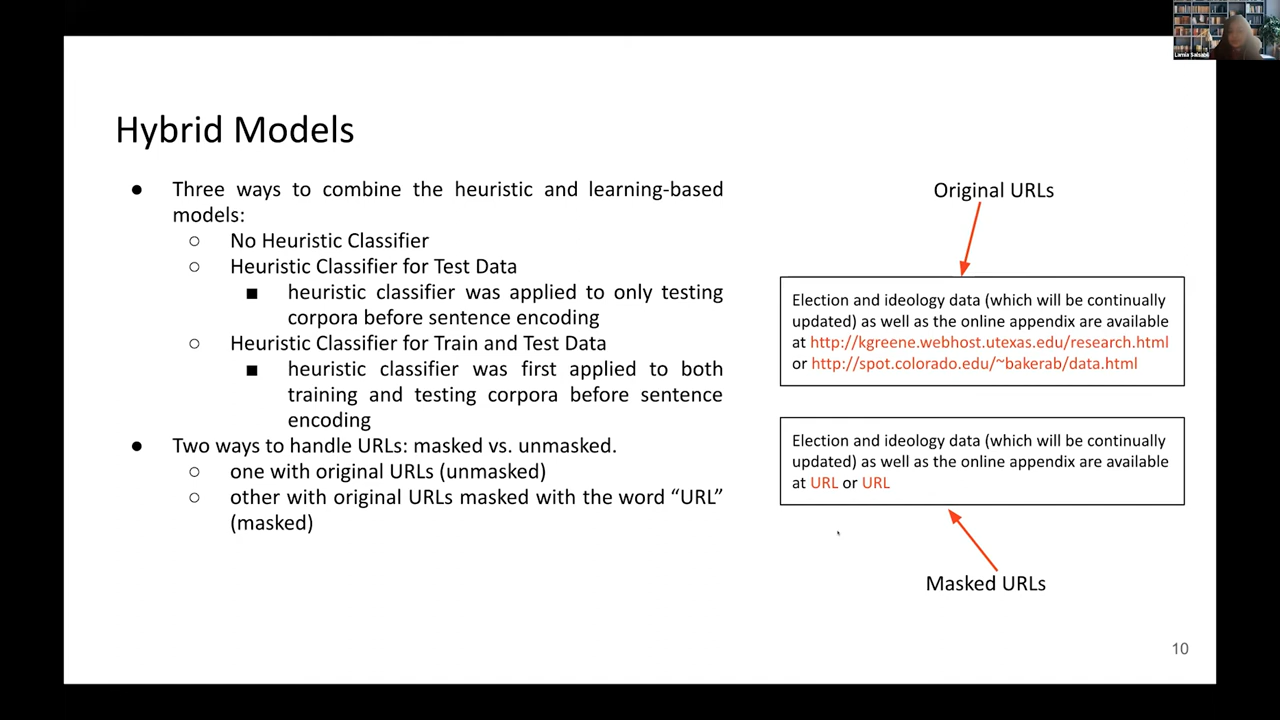 Lamia Salsabil
Hybrid Models
● Three ways to combine the heuristic and learning-based
models:
○ No Heuristic Classifier
○ Heuristic Classifier for Test Data
■ heuristic classifier was applied to only testing
corpora before sentence encoding
○ Heuristic Classifier for Train and Test Data
■ heuristic classifier was first applied to both
training and testing corpora before sentence
encoding
● Two ways to handle URLs: masked vs. unmasked.
○ one with original URLs (unmasked)
○ other with original URLs masked with the word “URL”
(masked)
Original URLs
Election and ideology data (which will be continually
updated) as well as the online appendix are available
at http://kgreene.webhost.utexas.edu/research.html
or http://spot.colorado.edu/~bakerab/data.html
Election and ideology data (which will be continually
updated) as well as the online appendix are available
at URL or URL
Masked URLs
10